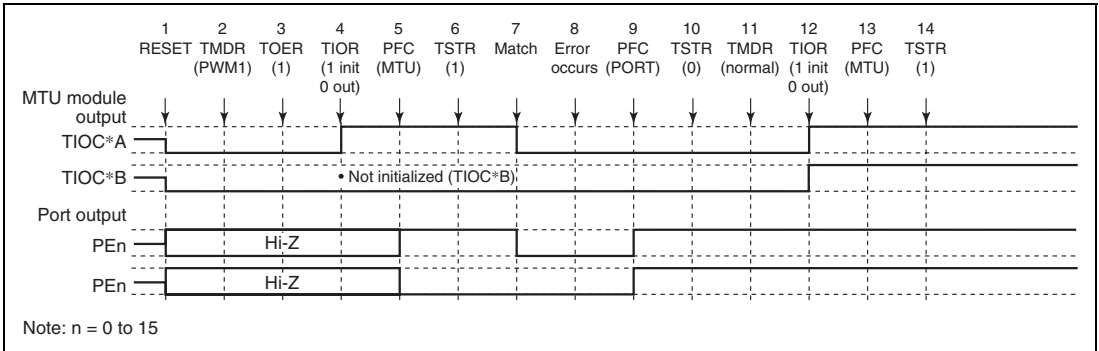 1 2 3 4 5 6 7 8 9 10 11 12 13 14
RESET TMDR TOER TIOR PFC TSTR Match Error PFC TSTR TMDR TIOR PFC TSTR
(PWM1) (1) (1 init (MTU) (1) occurs (PORT) (0) (normal) (1 init (MTU) (1)
0 out) 0 out)
MTU module
output
TIOC*A
TIOC*B
• Not initialized (TIOC*B)
Port output
PEn
Hi-Z
PEn
Hi-Z
Note: n = 0 to 15